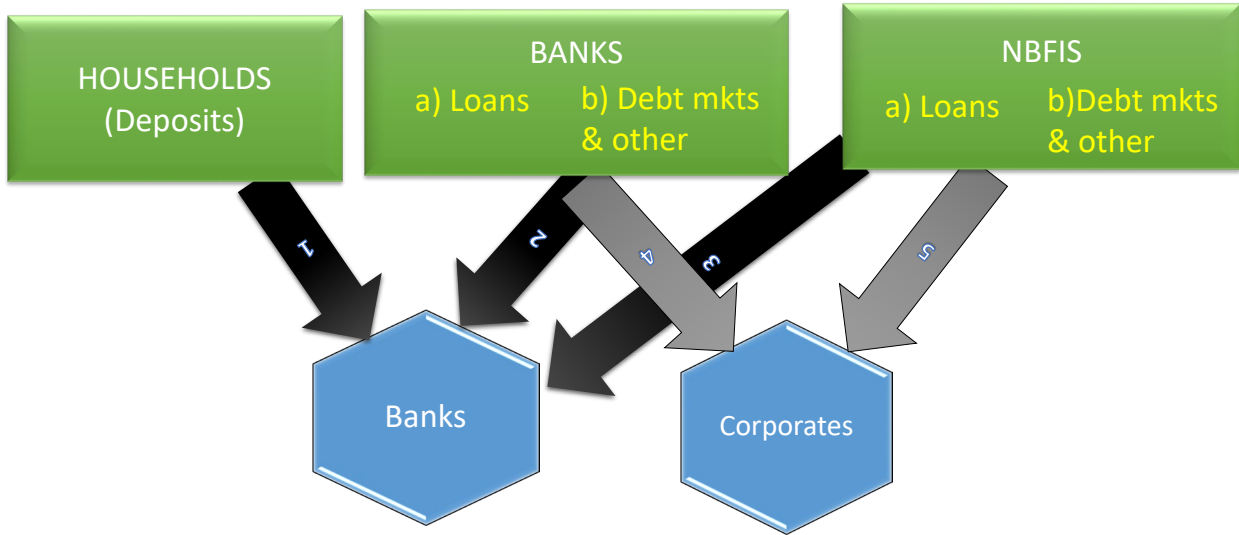 HOUSEHOLDS
(Deposits)
BANKS
a) Loans
b) Debt mkts
& other
NBFIS
a) Loans
b)Debt mkts
& other
1
2
3
4
5
Banks
Corporates